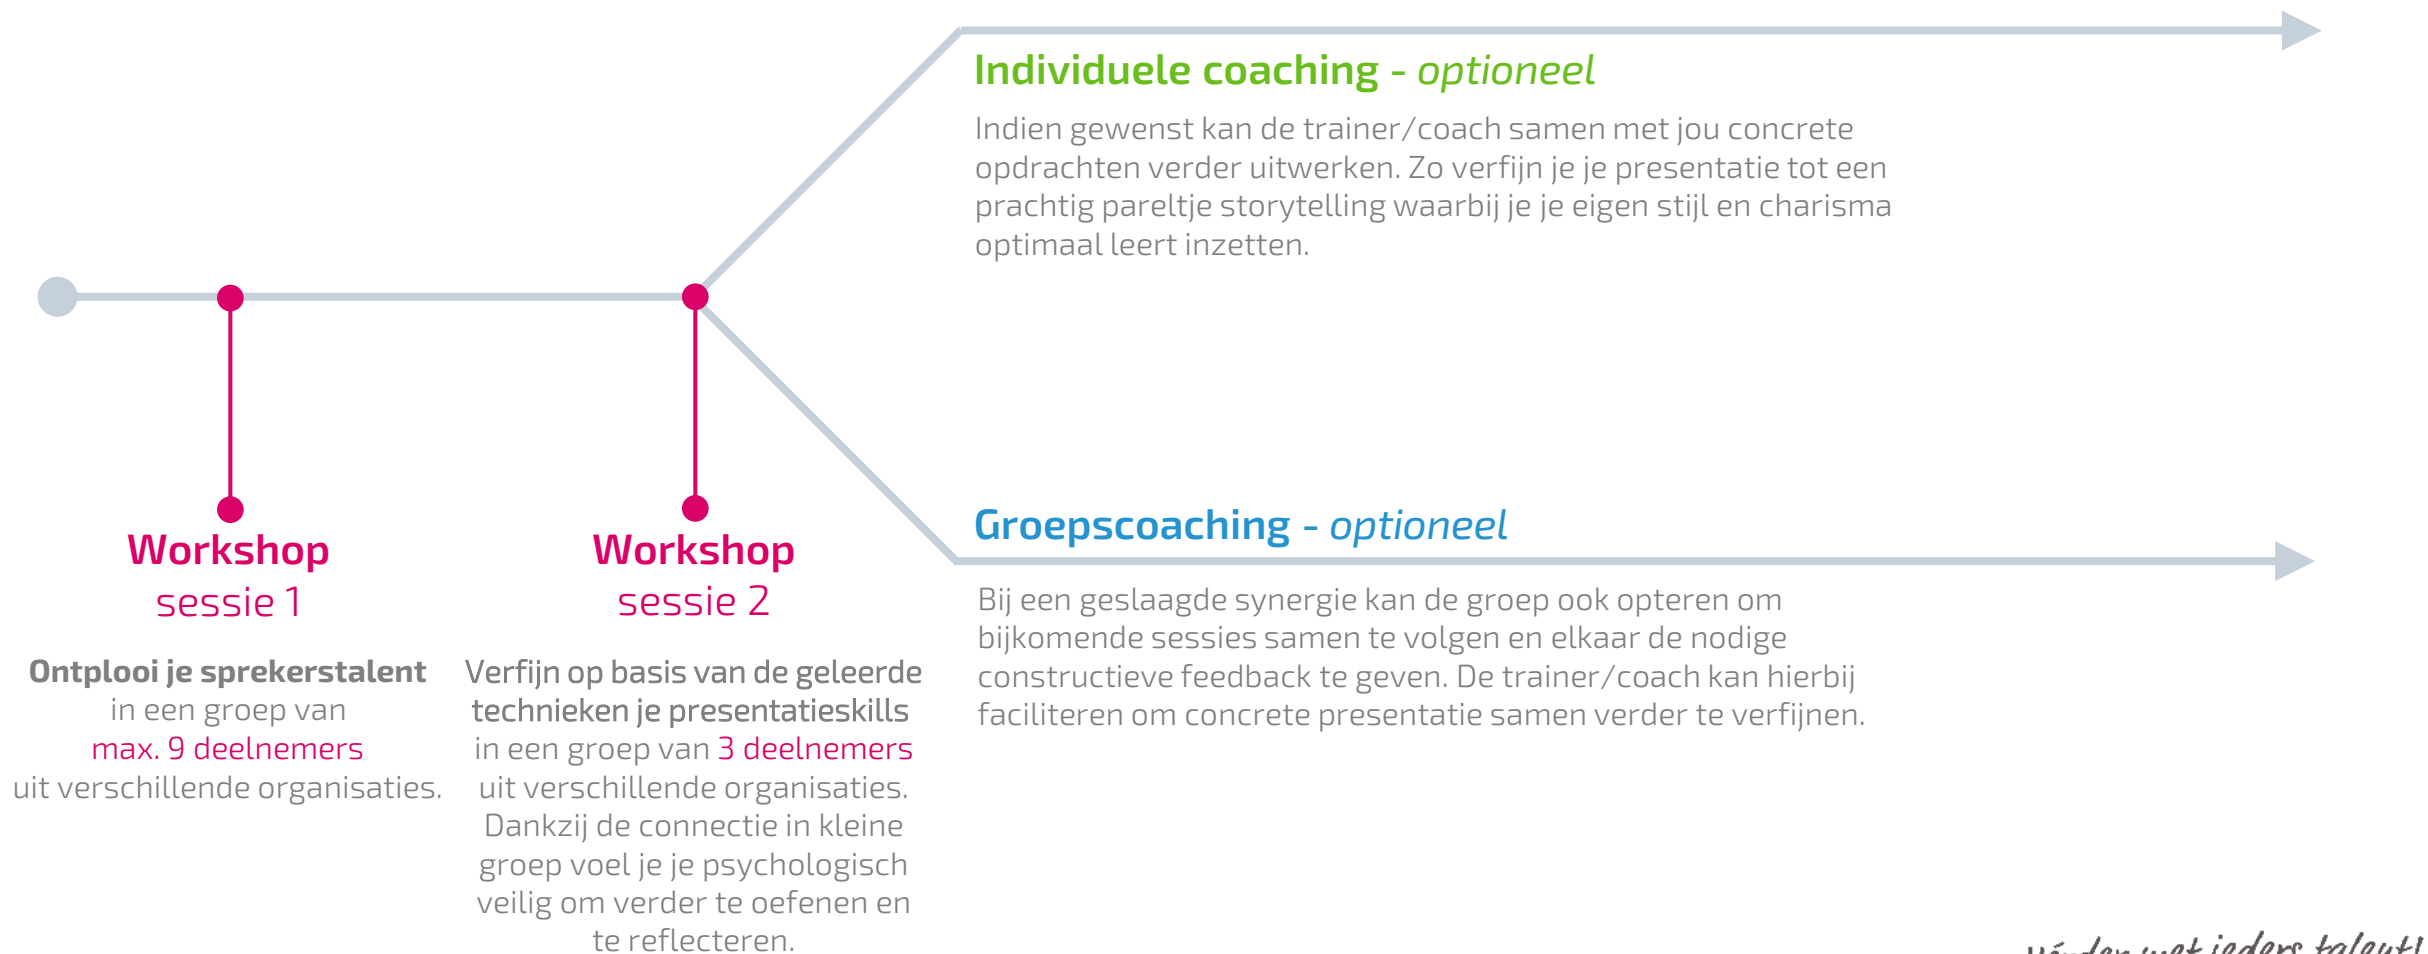 Individuele coaching - optioneel
Indien gewenst kan de trainer/coach samen met jou concrete
opdrachten verder uitwerken. Zo verfijn je je presentatie tot een
prachtig pareltje storytelling waarbij je je eigen stijl en charisma
optimaal leert inzetten.
Workshop
sessie 1
Ontplooi je sprekerstalent
in een groep van
max. 9 deelnemers
uit verschillende organisaties.
Workshop
sessie 2
Verfijn op basis van de geleerde
technieken je presentatieskills
in een groep van 3 deelnemers
uit verschillende organisaties.
Dankzij de connectie in kleine
groep voel je je psychologisch
veilig om verder te oefenen en
te reflecteren.
Groepscoaching - optioneel
Bij een geslaagde synergie kan de groep ook opteren om
bijkomende sessies samen te volgen en elkaar de nodige
constructieve feedback te geven. De trainer/coach kan hierbij
faciliteren om concrete presentatie samen verder te verfijnen.
met ieders talent!